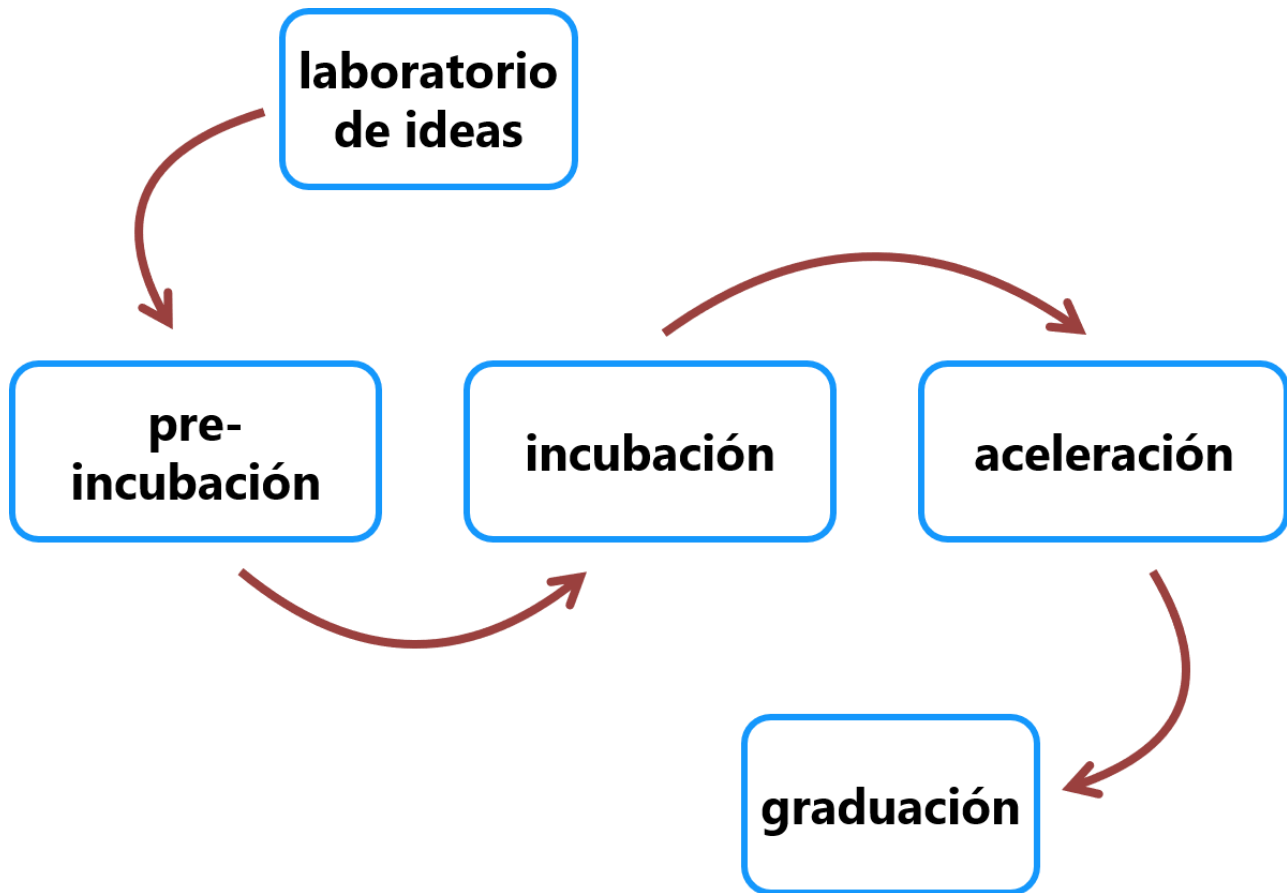 laboratorio
de ideas
pre-
incubación
incubación
aceleración
graduación